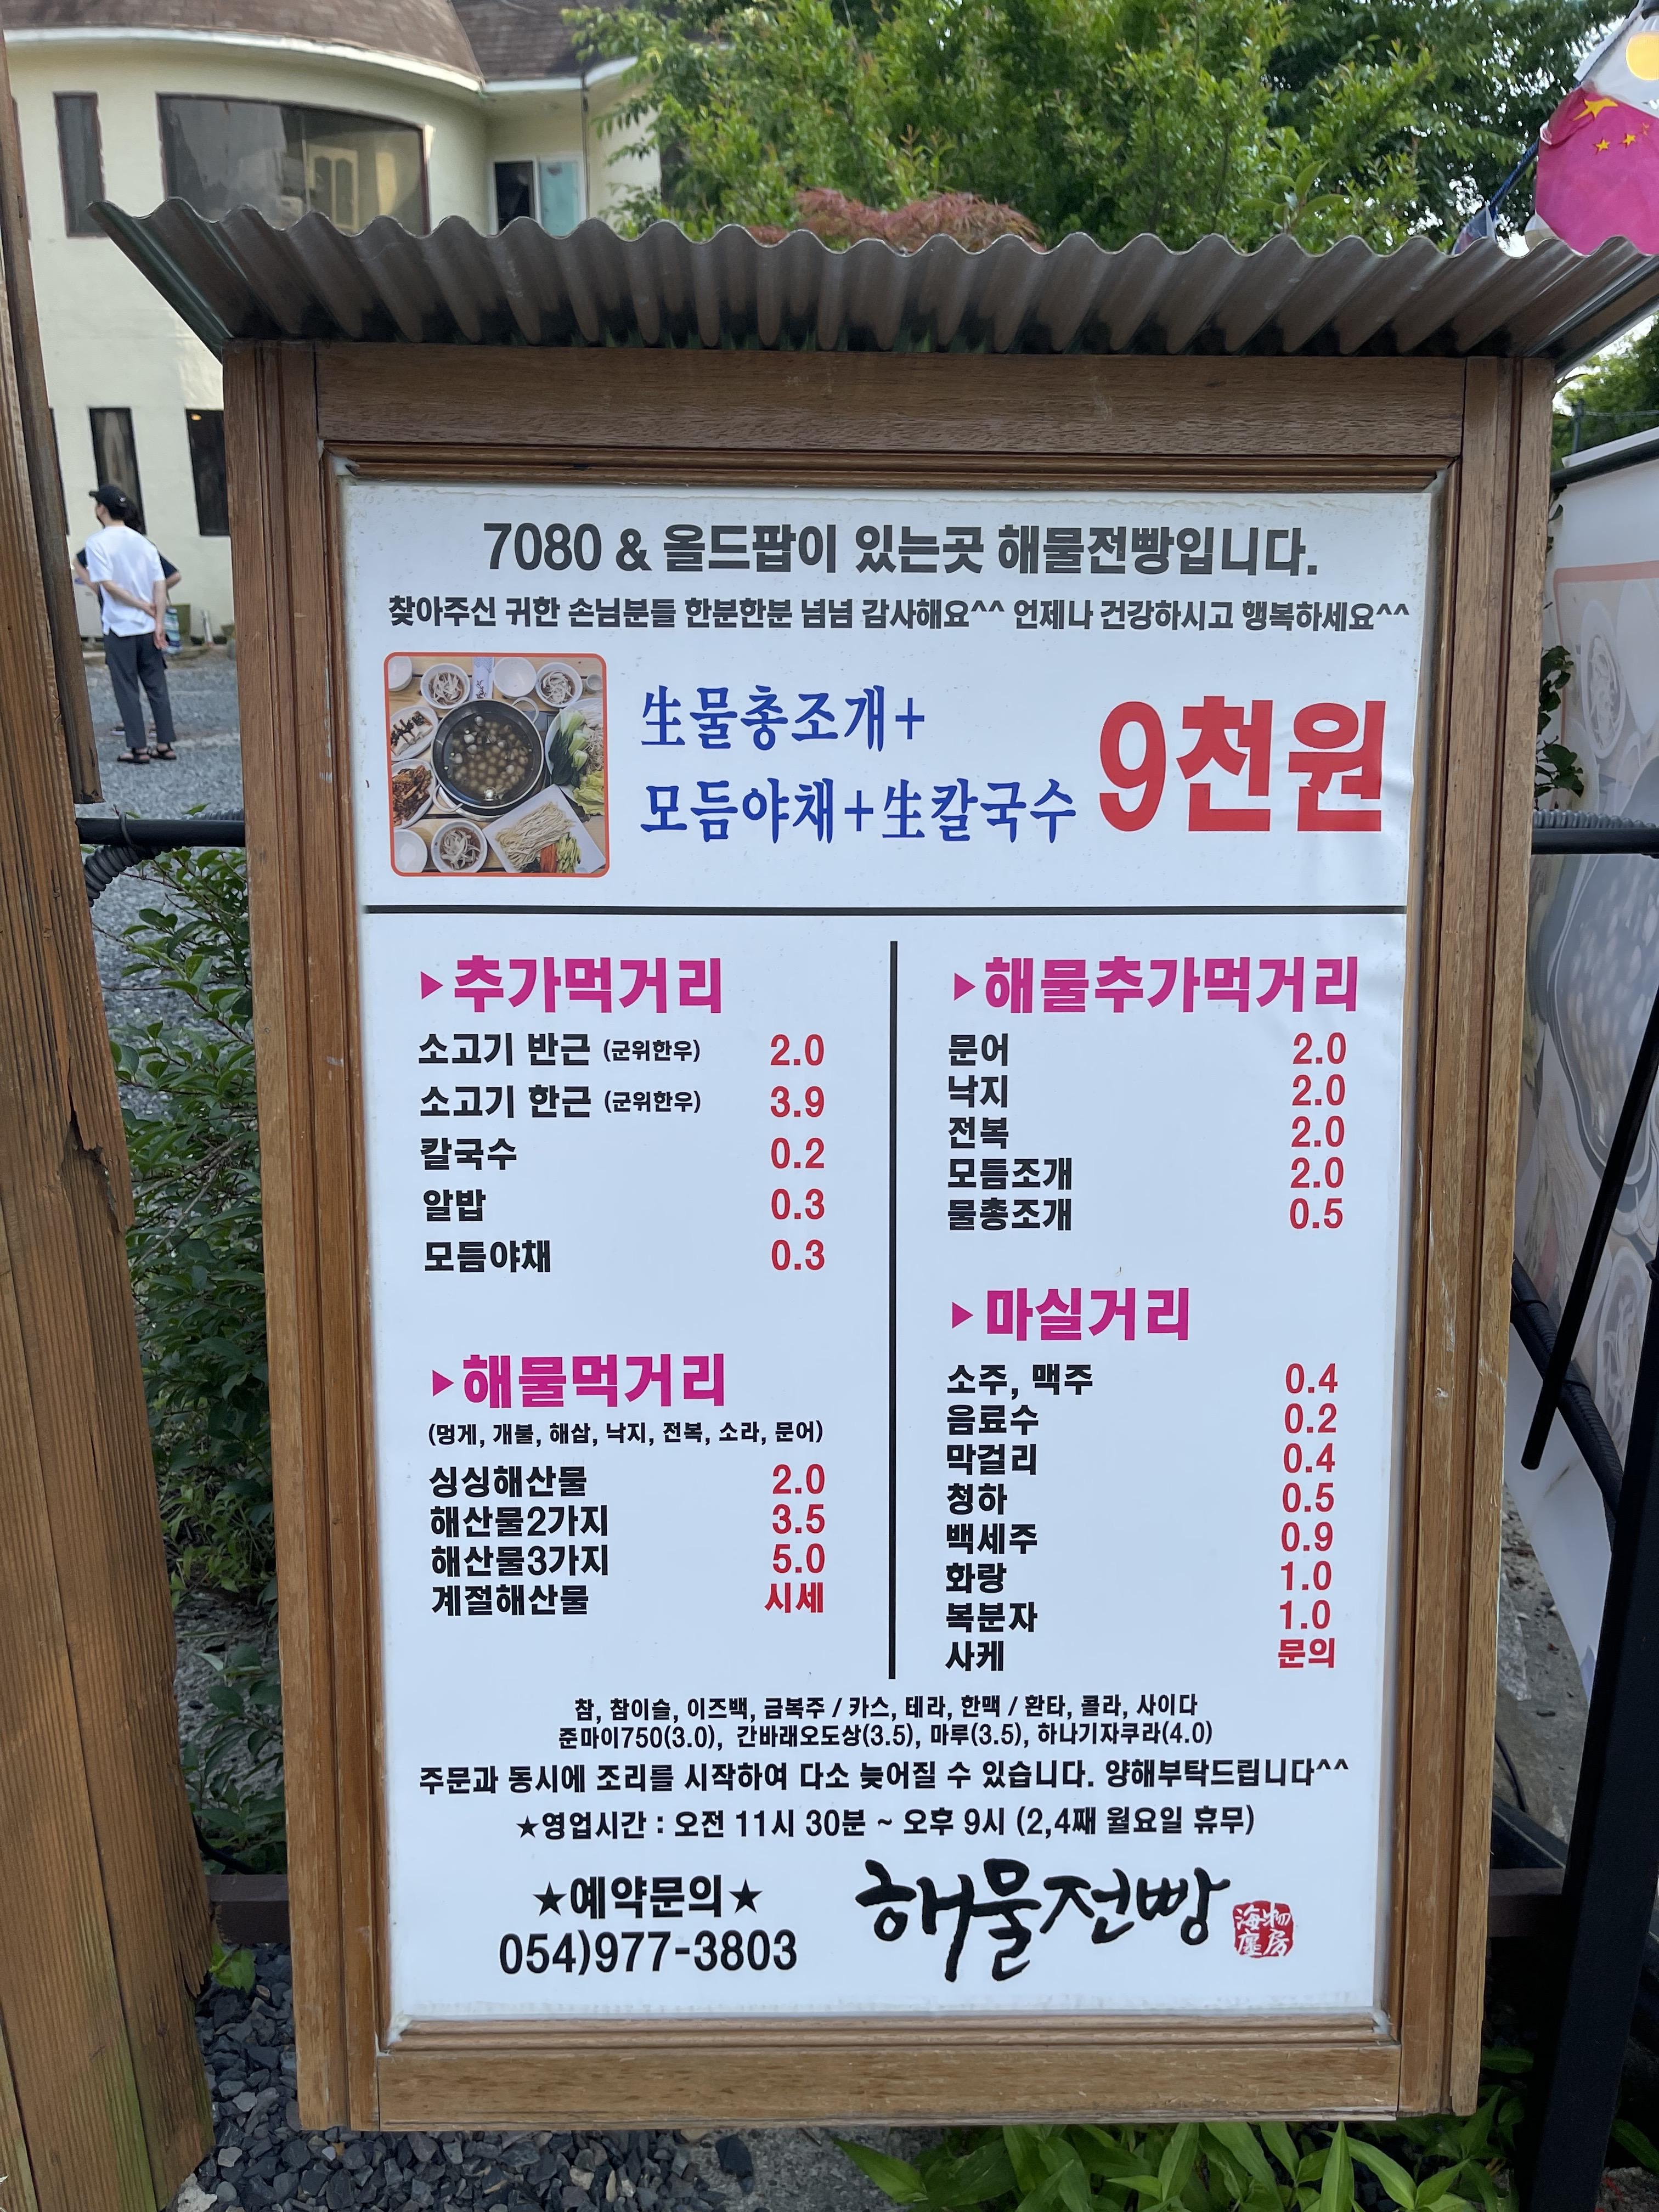 7080 & 올드팝이 있는곳 해물전빵입니다.
찾아주신 귀한 손님분들 한분한분 념념 감사해요^^ 언제나 건강하시고 행복하세요^^
生물총조개+
모듬야채+生칼국수
9천원
▶추가먹거리
소고기 반근 (군위한우) 2.0
소고기 한근 (군위한우) 3.9
칼국수 0.2
알밥 0.3
모듬야채 0.3
▶해물먹거리
(멍게, 개불, 해삼, 낙지, 전복, 소라, 문어)
싱싱해산물 2.0
해산물2가지 3.5
해산물3가지 5.0
계절해산물 시세
▶해물추가먹거리
문어 2.0
낙지 2.0
전복 2.0
모듬조개 2.0
물총조개 0.5
▶마실거리
소주, 맥주 0.4
음료수 0.2
막걸리 0.4
청하 0.5
백세주 0.9
화랑 1.0
복분자 1.0
사케 문의
참, 참이슬, 이즈백, 금복주 / 카스, 테라, 한맥 / 환타, 콜라, 사이다
준마이750(3.0), 간바래오도상(3.5), 마루(3.5), 하나기자쿠라(4.0)
주문과 동시에 조리를 시작하여 다소 늦어질 수 있습니다. 양해부탁드립니다^^
★영업시간 : 오전 11시 30분 ~ 오후 9시 (2,4째 월요일 휴무)
★예약문의★
054)977-3803
해물전빵